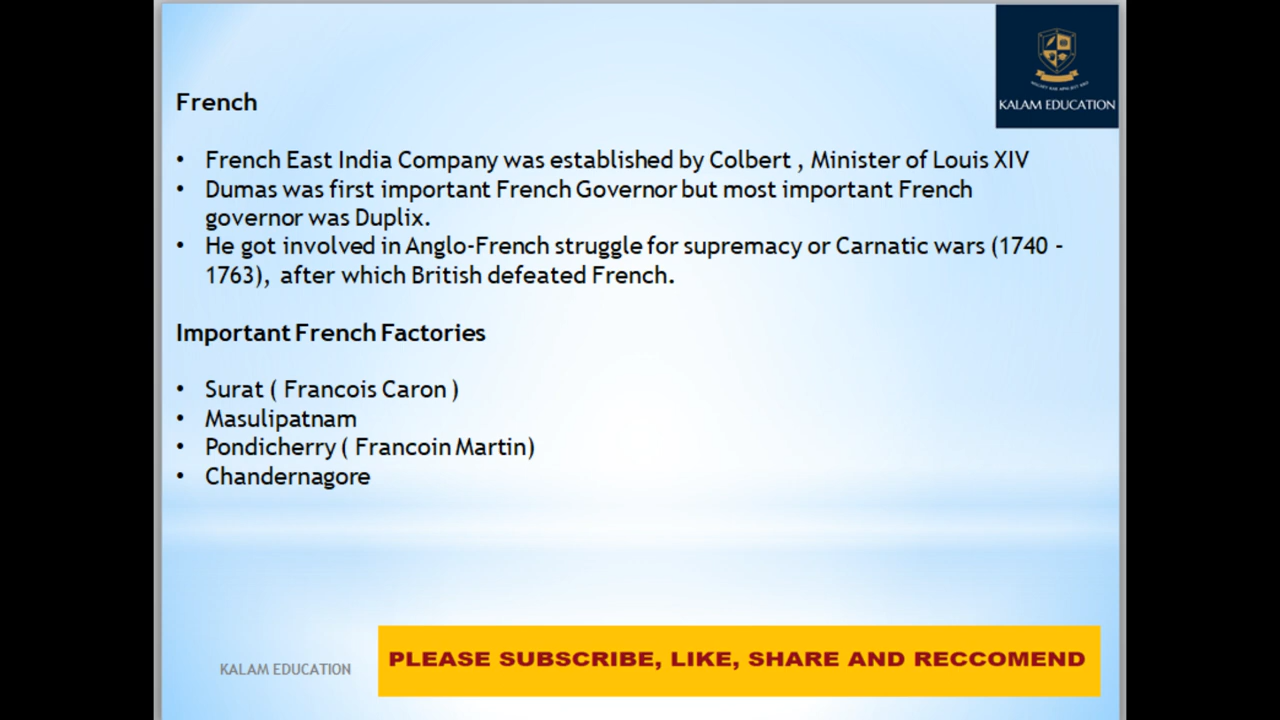 KALAM EDUCATION
French
• French East India Company was established by Colbert , Minister of Louis XIV
• Dumas was first important French Governor but most important French
governor was Duplix.
• He got involved in Anglo-French struggle for supremacy or Carnatic wars (1740 -
1763), after which British defeated French.
Important French Factories
• Surat ( Francois Caron )
• Masulipatnam
• Pondicherry ( Francoin Martin)
• Chandernagore
KALAM EDUCATION
PLEASE SUBSCRIBE, LIKE, SHARE AND RECCOMEND